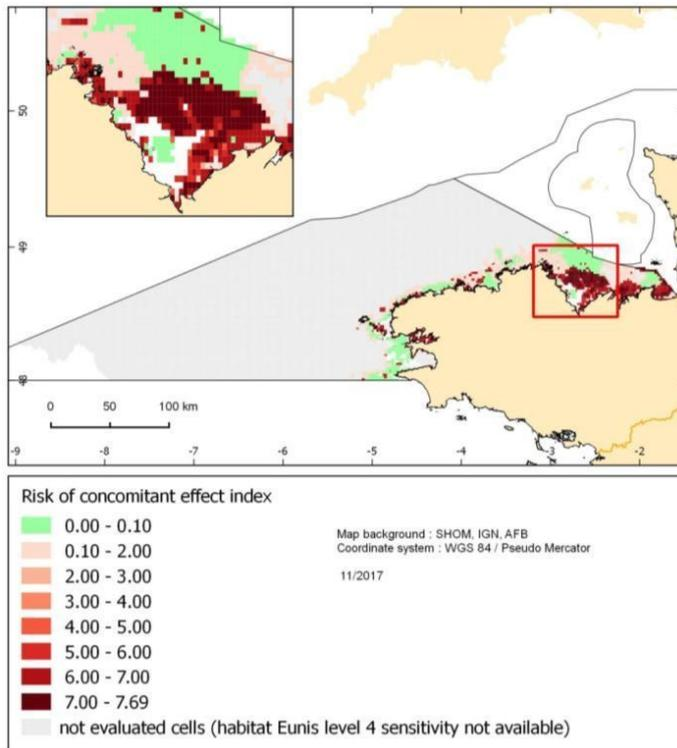 50
49
48
0 50 100 km
-9 -8 -7 -6 -5 -4 -3 -2
Risk of concomitant effect index
0.00 - 0.10
0.10 - 2.00
2.00 - 3.00
3.00 - 4.00
4.00 - 5.00
5.00 - 6.00
6.00 - 7.00
7.00 - 7.69
not evaluated cells (habitat Eunis level 4 sensitivity not available)
Map background : SHOM, IGN, AFB
Coordinate system : WGS 84 / Pseudo Mercator
11/2017